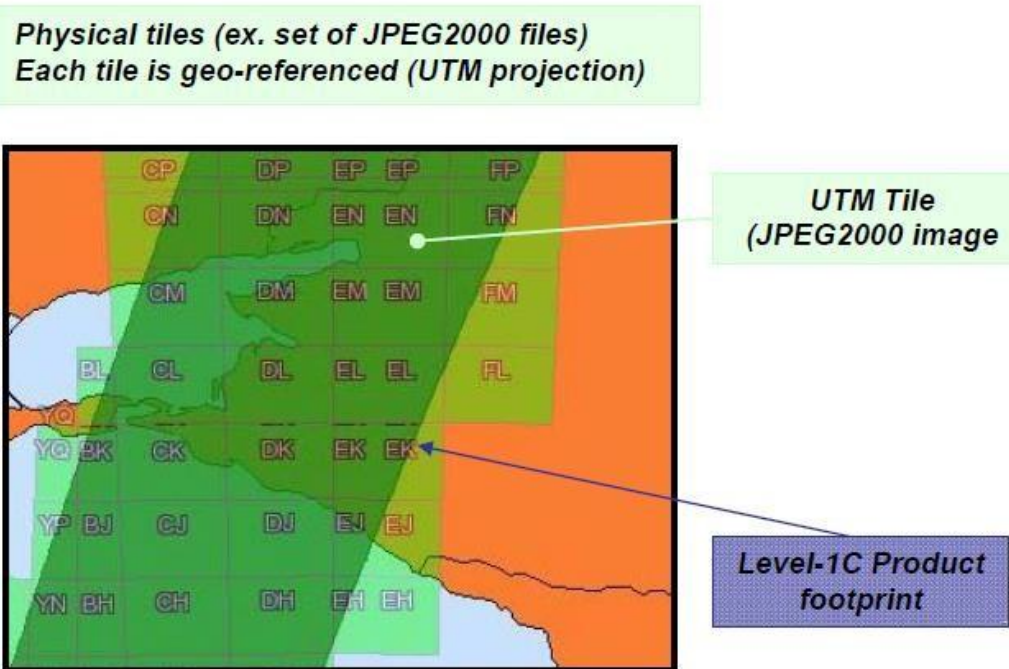 Physical tiles (ex. set of JPEG2000 files)
Each tile is geo-referenced (UTM projection)
CP DP EP EP FP
CN DN EN EN FN
CM DM EM EM FM
BL CL DL EL EL FL
YQ
YQ BK CK DK EK EK
YP BJ CJ DJ EJ EJ
YN BH CH DH EH EH
UTM Tile
(JPEG2000 image
Level-1C Product
footprint